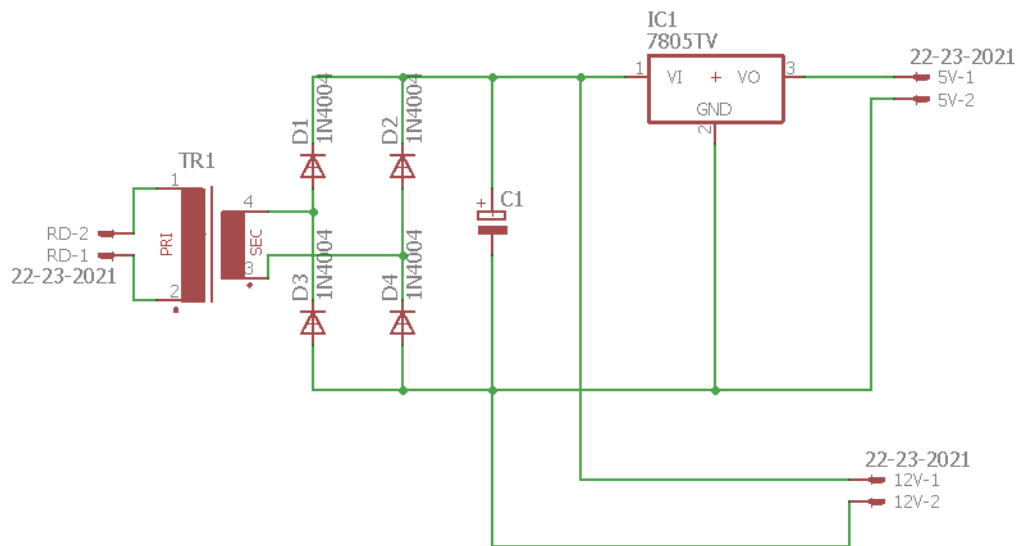 IC1
7805TV
1
VI
+
VO
3
GND
2
22-23-2021
5V-1
5V-2
D1
1N4004
D2
1N4004
TR1
1
4
PRI
SEC
2
3
RD-2
RD-1
22-23-2021
+
C1
D3
1N4004
D4
1N4004
22-23-2021
12V-1
12V-2